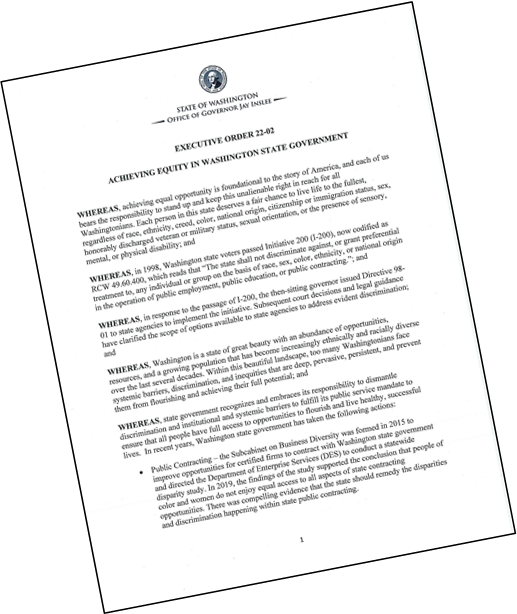 STATE OF WASHINGTON
OFFICE OF GOVERNOR JAY INSLEE
EXECUTIVE ORDER 22-02
ACHIEVING EQUITY IN WASHINGTON STATE GOVERNMENT
WHEREAS, achieving equal opportunity is foundational to the story of America, and each of us
bears the responsibility to stand up and keep this unalienable right in reach for all
Washingtonians. Each person in this state deserves a fair chance to live life to the fullest,
regardless of race, ethnicity, creed, color, national origin, citizenship or immigration status, sex,
honorably discharged veteran or military status, sexual orientation, or the presence of sensory,
mental, or physical disability; and
WHEREAS, in 1998, Washington state voters passed Initiative 200 (I-200), now codified as
RCW 49.60.400, which reads that “The state shall not discriminate against, or grant preferential
treatment to, any individual or group on the basis of race, sex, color, ethnicity, or national origin
in the operation of public employment, public education, or public contracting.”; and
WHEREAS, in response to the passage of I-200, the then-sitting governor issued Directive 98-
01 to state agencies to implement the initiative. Subsequent court decisions and legal guidance
have clarified the scope of options available to state agencies to address evident discrimination;
and
WHEREAS, Washington is a state of great beauty with an abundance of opportunities,
resources, and a growing population that has become increasingly ethnically and racially diverse
over the last several decades. Within this beautiful landscape, too many Washingtonians face
systemic barriers, discrimination, and inequities that are deep, pervasive, persistent, and prevent
them from flourishing and achieving their full potential; and
WHEREAS, state government recognizes and embraces its responsibility to dismantle
discrimination and institutional and systemic barriers to fulfill its public service mandate to
ensure that all people have full access to opportunities to flourish and live healthy, successful
lives. In recent years, Washington state government has taken the following actions:
• Public Contracting – the Subcabinet on Business Diversity was formed in 2015 to
improve opportunities for certified firms to contract with Washington state government
and directed the Department of Enterprise Services (DES) to conduct a statewide
disparity study. In 2019, the findings of the study supported the conclusion that people of
color and women do not enjoy equal access to all aspects of state contracting
opportunities. There was compelling evidence that the state should remedy the disparities
and discrimination happening within state public contracting.
1